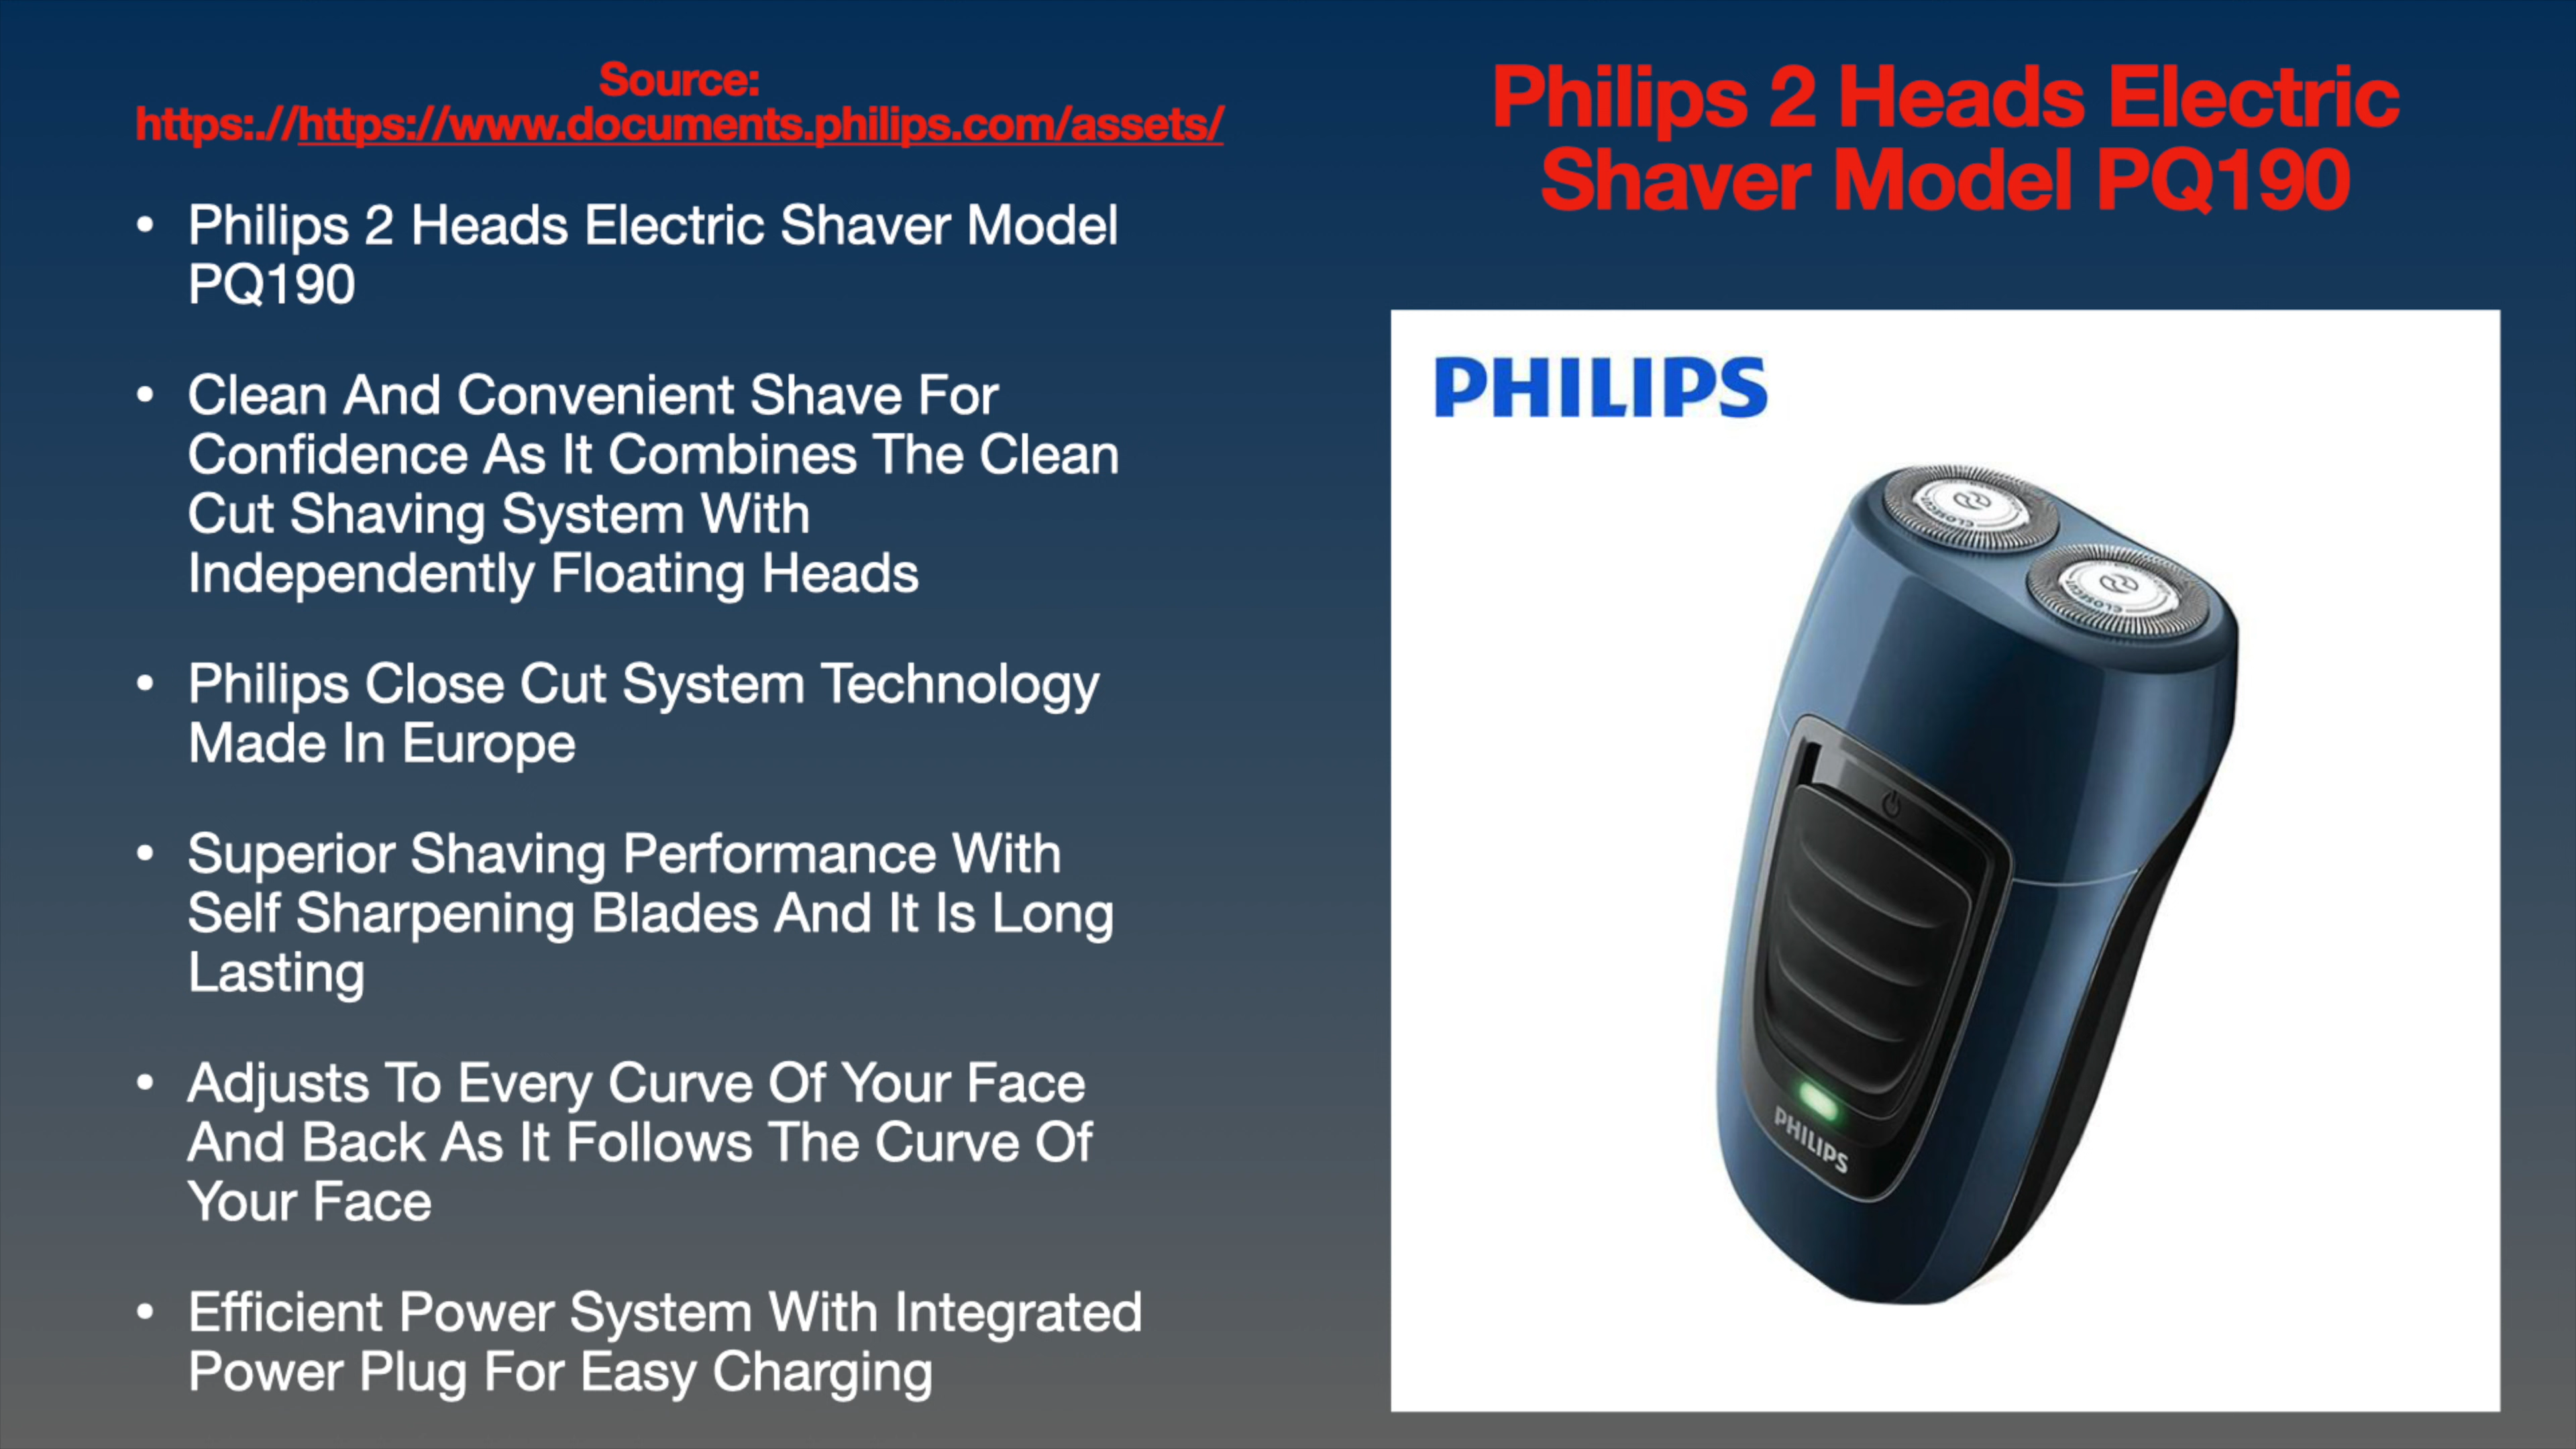 Source:
https:.//https://www.documents.philips.com/assets/
• Philips 2 Heads Electric Shaver Model
PQ190
• Clean And Convenient Shave For
Confidence As It Combines The Clean
Cut Shaving System With
Independently Floating Heads
• Philips Close Cut System Technology
Made In Europe
• Superior Shaving Performance With
Self Sharpening Blades And It Is Long
Lasting
• Adjusts To Every Curve Of Your Face
And Back As It Follows The Curve Of
Your Face
• Efficient Power System With Integrated
Power Plug For Easy Charging
Philips 2 Heads Electric
Shaver Model PQ190
PHILIPS
CLOSECUT
CLOSECUT
PHILIPS